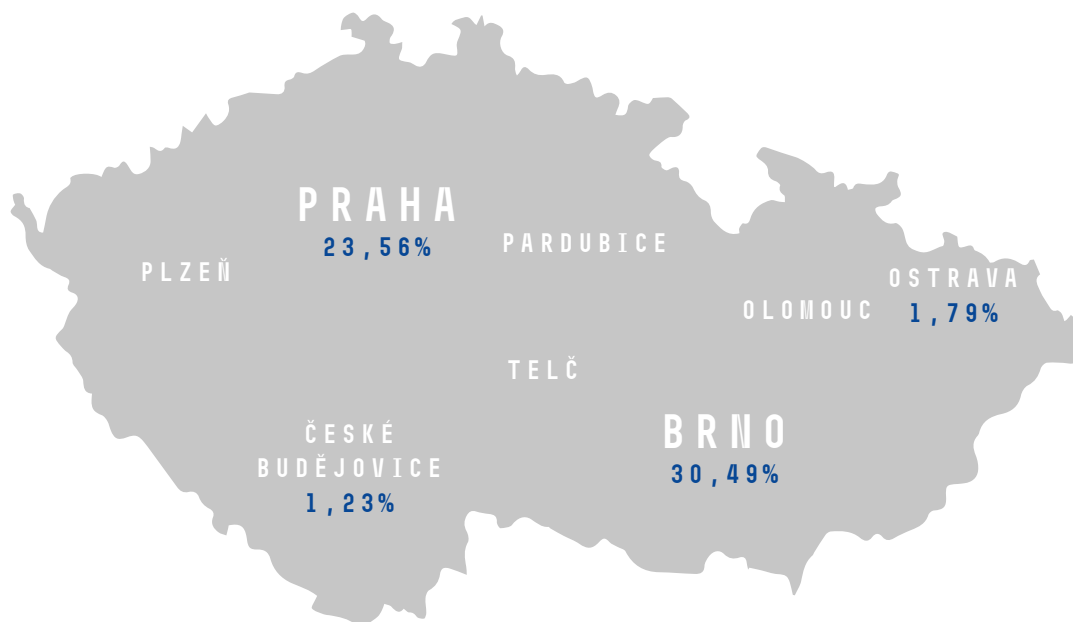 PRAHA
23,56%
PARDUBICE
PLZEŇ
OSTRAVA
1,79%
OLOMOUC
TELČ
ČESKÉ
BUDĚJOVICE
1,23%
BRNO
30,49%